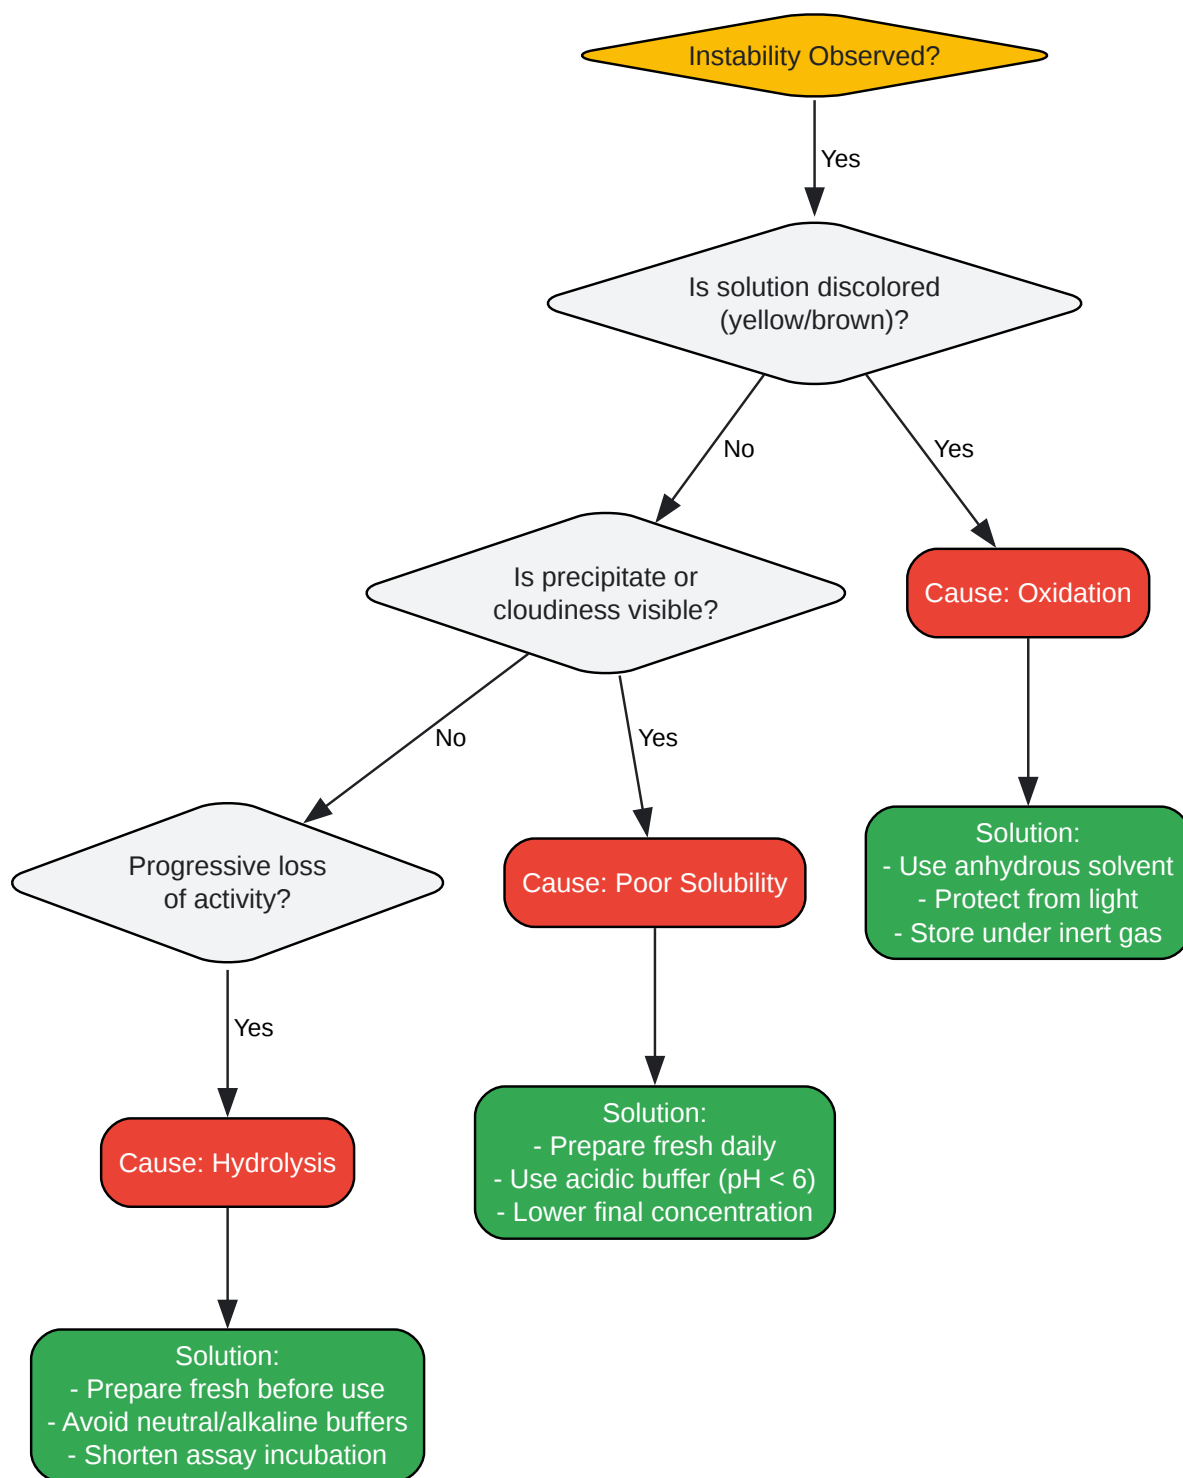 Instability Observed?
Yes
Is solution discolored
(yellow/brown)?
No
Yes
Is precipitate or
cloudiness visible?
Cause: Oxidation
No
Yes
Progressive loss
of activity?
Cause: Poor Solubility
Solution:
- Use anhydrous solvent
- Protect from light
- Store under inert gas
Yes
Cause: Hydrolysis
Solution:
- Prepare fresh daily
- Use acidic buffer (pH < 6)
- Lower final concentration
Solution:
- Prepare fresh before use
- Avoid neutral/alkaline buffers
- Shorten assay incubation